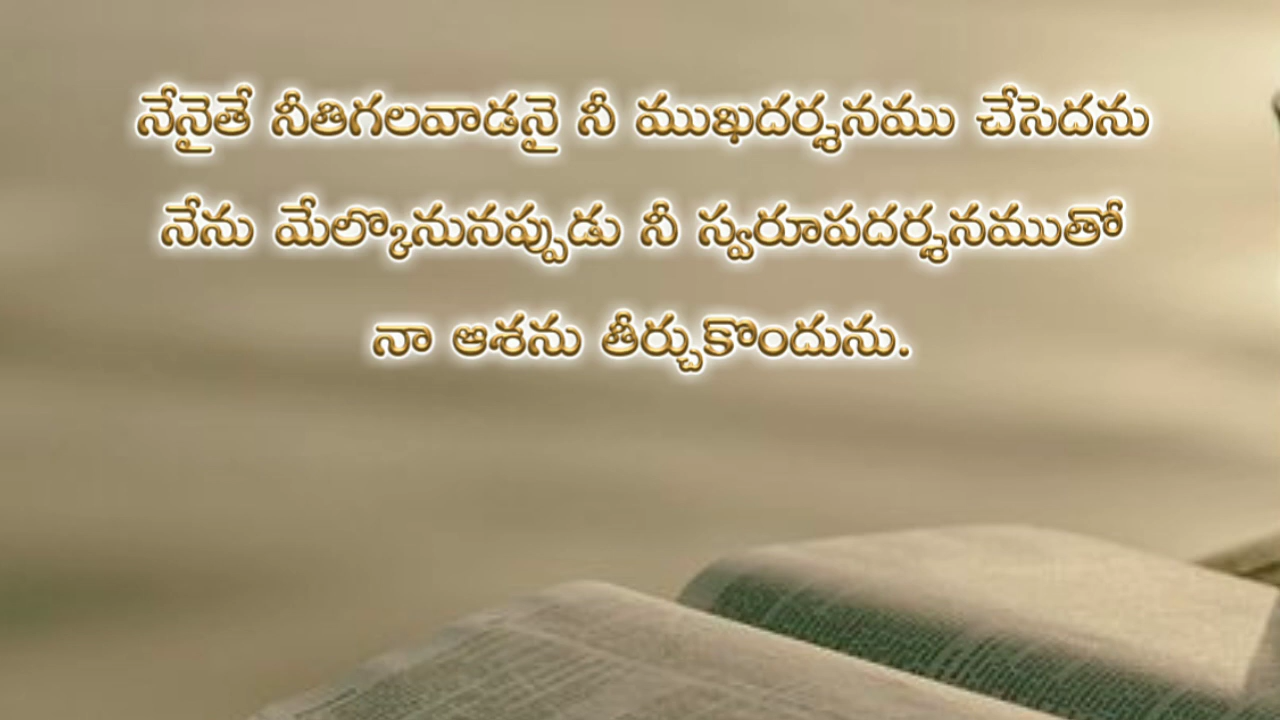 నేనైతే నీతిగలవాడనై నీ ముఖదర్శనము చేసెదను
నేను మేల్కొనునప్పుడు నీ స్వరూపదర్శనముతో
నా ఆశను తీర్చుకొందును.